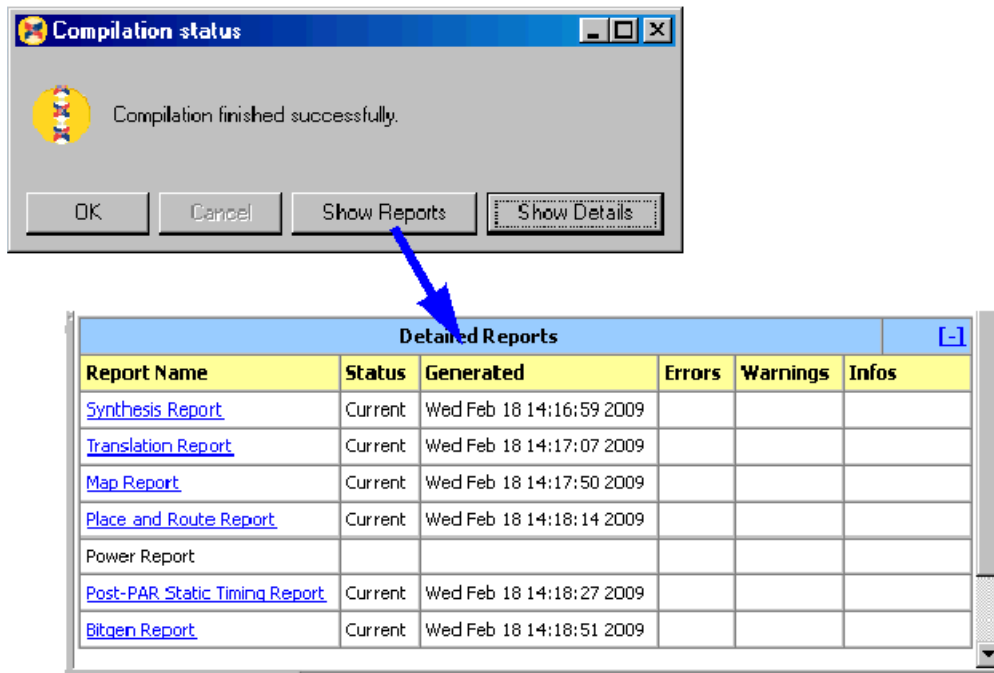 Compilation status
Compilation finished successfully.
OK Cancel Show Reports Show Details
Detailed Reports [-]
Report Name Status Generated Errors Warnings Infos
Synthesis Report Current Wed Feb 18 14:16:59 2009
Translation Report Current Wed Feb 18 14:17:07 2009
Map Report Current Wed Feb 18 14:17:50 2009
Place and Route Report Current Wed Feb 18 14:18:14 2009
Power Report
Post-PAR Static Timing Report Current Wed Feb 18 14:18:27 2009
Bitgen Report Current Wed Feb 18 14:18:51 2009